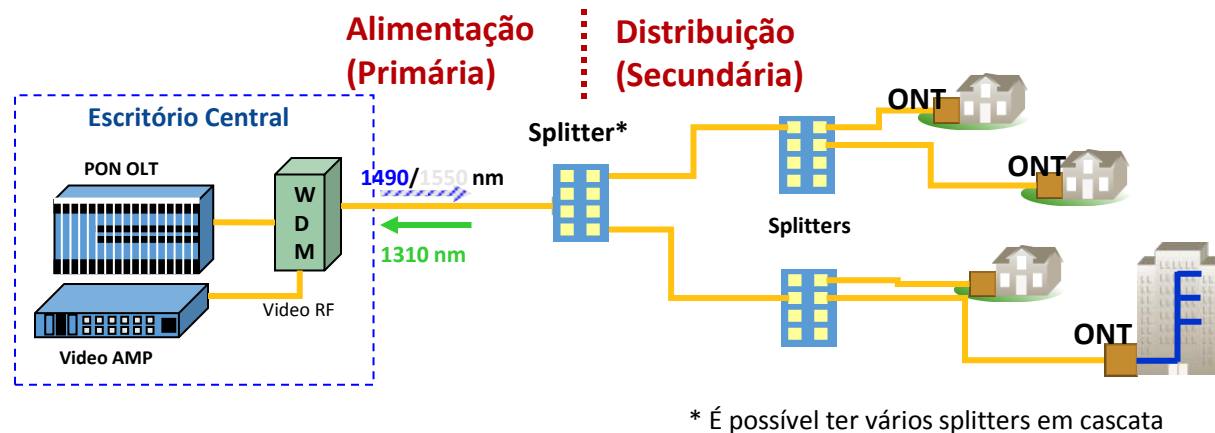 Alimentação
(Primária)
Distribuição
(Secundária)
Escritório Central
PON OLT
W
D
M
Video RF
Video AMP
1490/1550 nm
1310 nm
Splitter*
Splitters
ONT
ONT
ONT
* É possível ter vários splitters em cascata